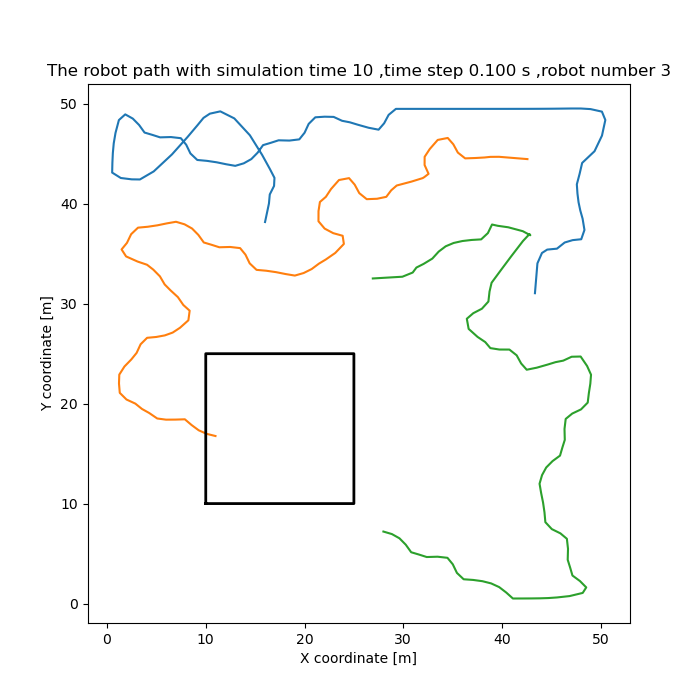 The robot path with simulation time 10 ,time step 0.100 s ,robot number 3
50
40
30
20
10
0
Y coordinate [m]
0 10 20 30 40 50
X coordinate [m]